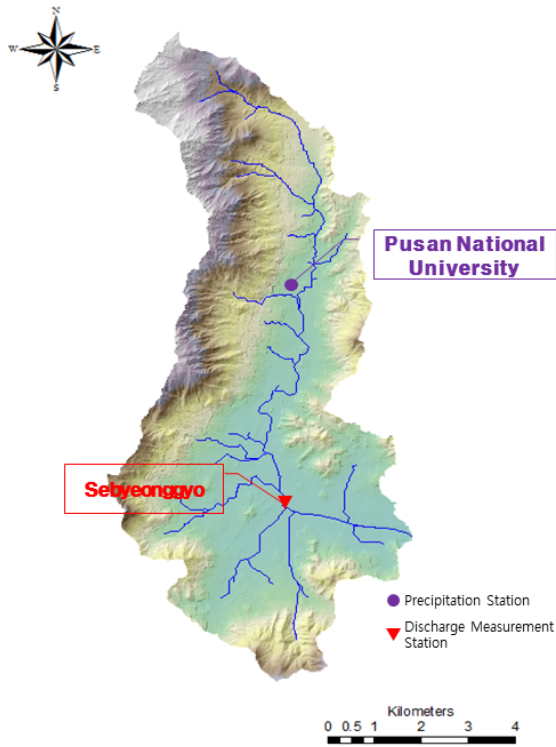 N
W E
S
Pusan National
University
Sebyeonggyo
Precipitation Station
Discharge Measurement
Station
Kilometers
0 0.5 1 2 3 4